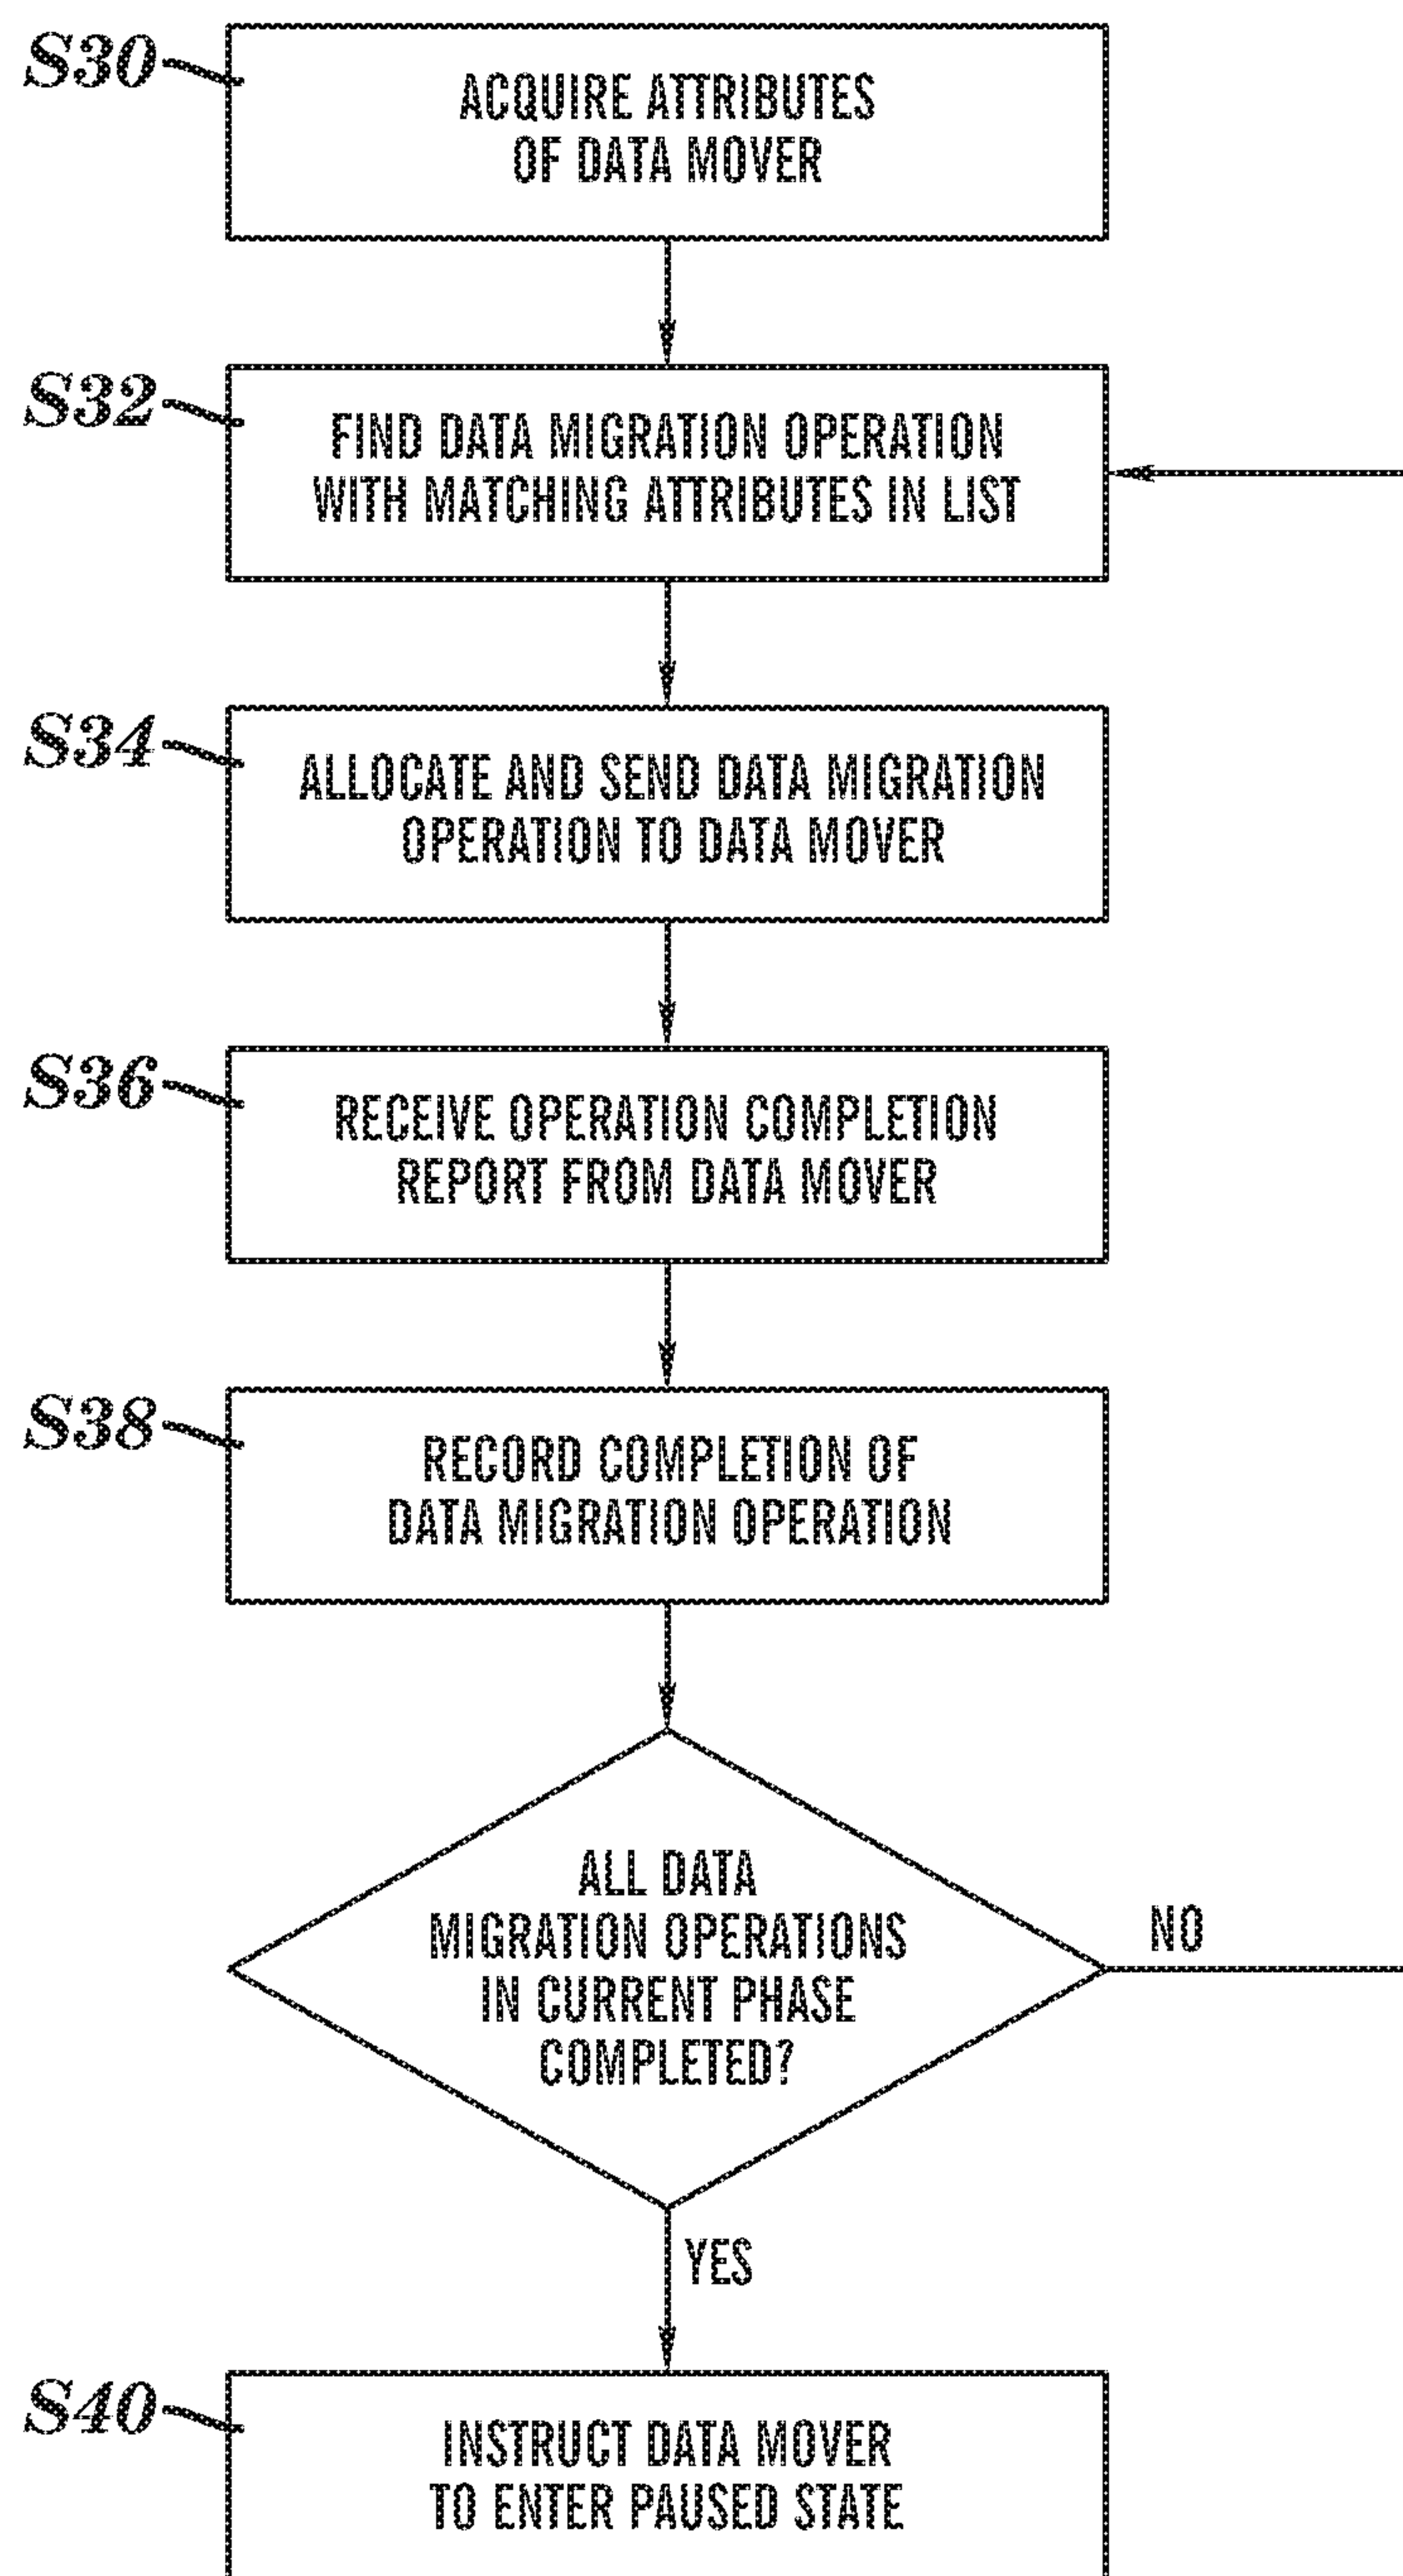 S30
ACQUIRE ATTRIBUTES
OF DATA MOVER
S32
FIND DATA MIGRATION OPERATION
WITH MATCHING ATTRIBUTES IN LIST
S34
ALLOCATE AND SEND DATA MIGRATION
OPERATION TO DATA MOVER
S36
RECEIVE OPERATION COMPLETION
REPORT FROM DATA MOVER
S38
RECORD COMPLETION OF
DATA MIGRATION OPERATION
ALL DATA
MIGRATION OPERATIONS
IN CURRENT PHASE
COMPLETED?
NO
YES
S40
INSTRUCT DATA MOVER
TO ENTER PAUSED STATE